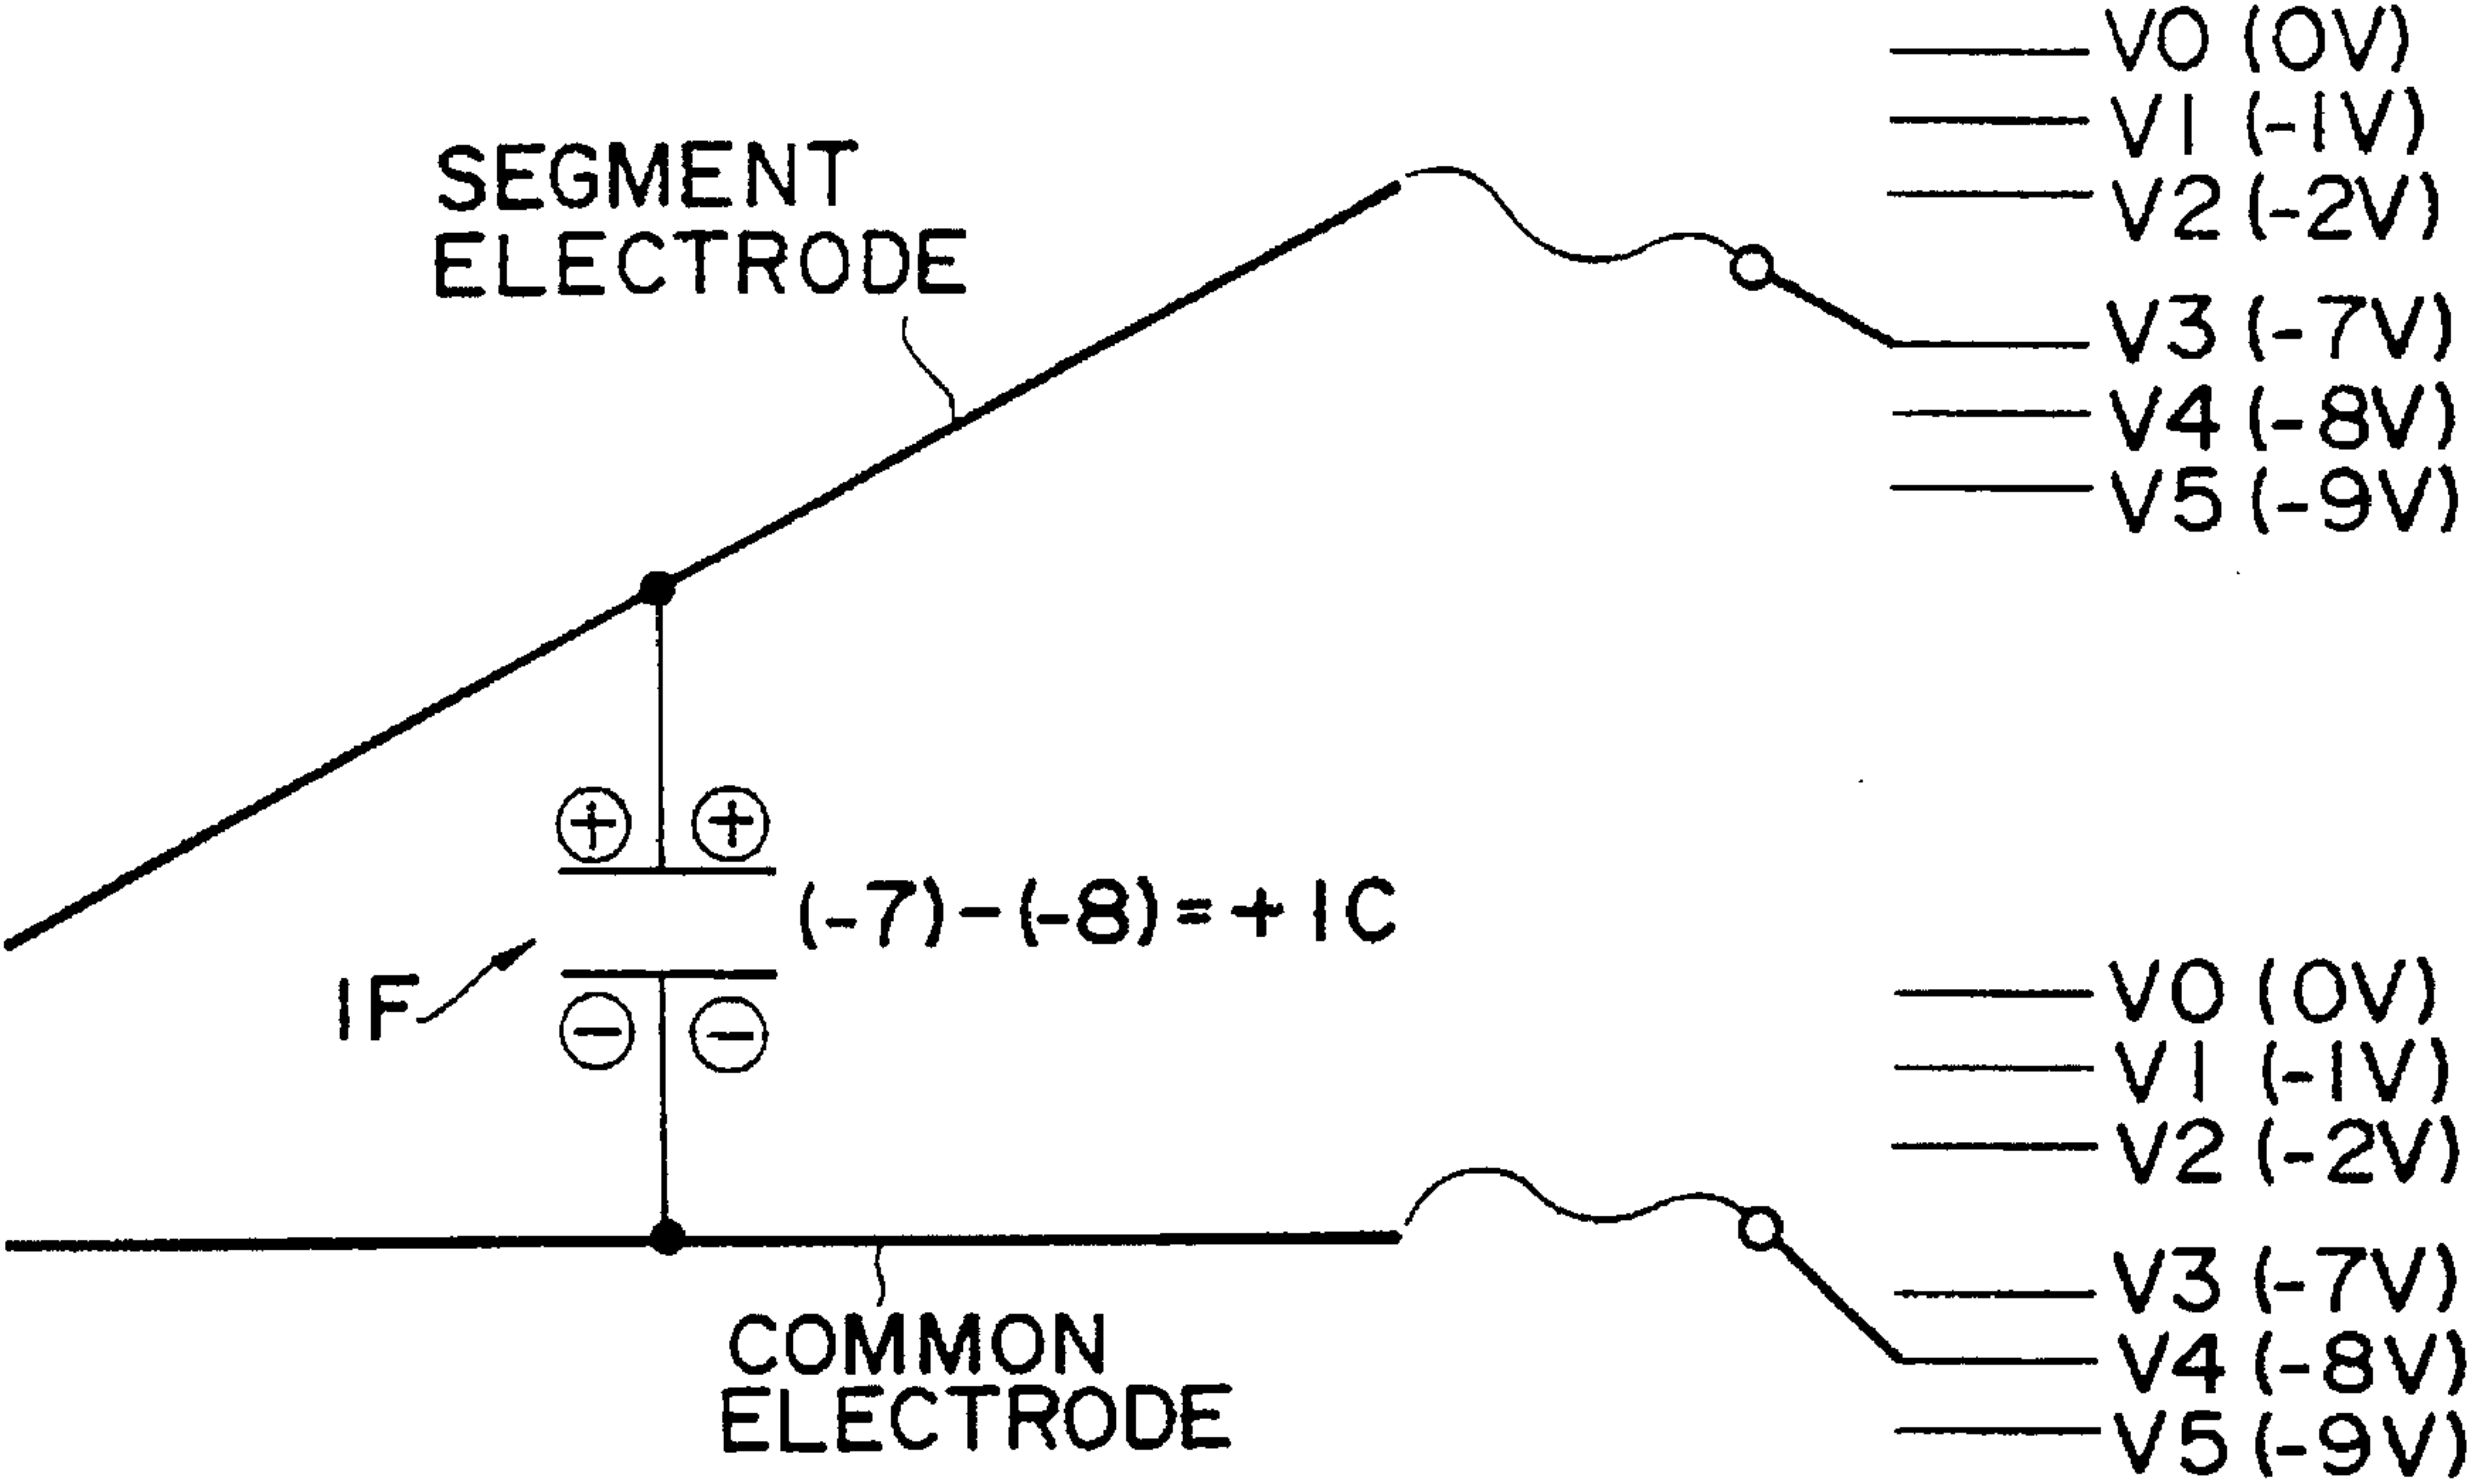 SEGMENT
ELECTRODE
V0 (0V)
V1 (-1V)
V2 (-2V)
V3 (-7V)
V4 (-8V)
V5 (-9V)
⊕ ⊕
(-7)-(-8)=+1C
1F
⊖ ⊖
COMMON
ELECTRODE
V0 (0V)
V1 (-1V)
V2 (-2V)
V3 (-7V)
V4 (-8V)
V5 (-9V)